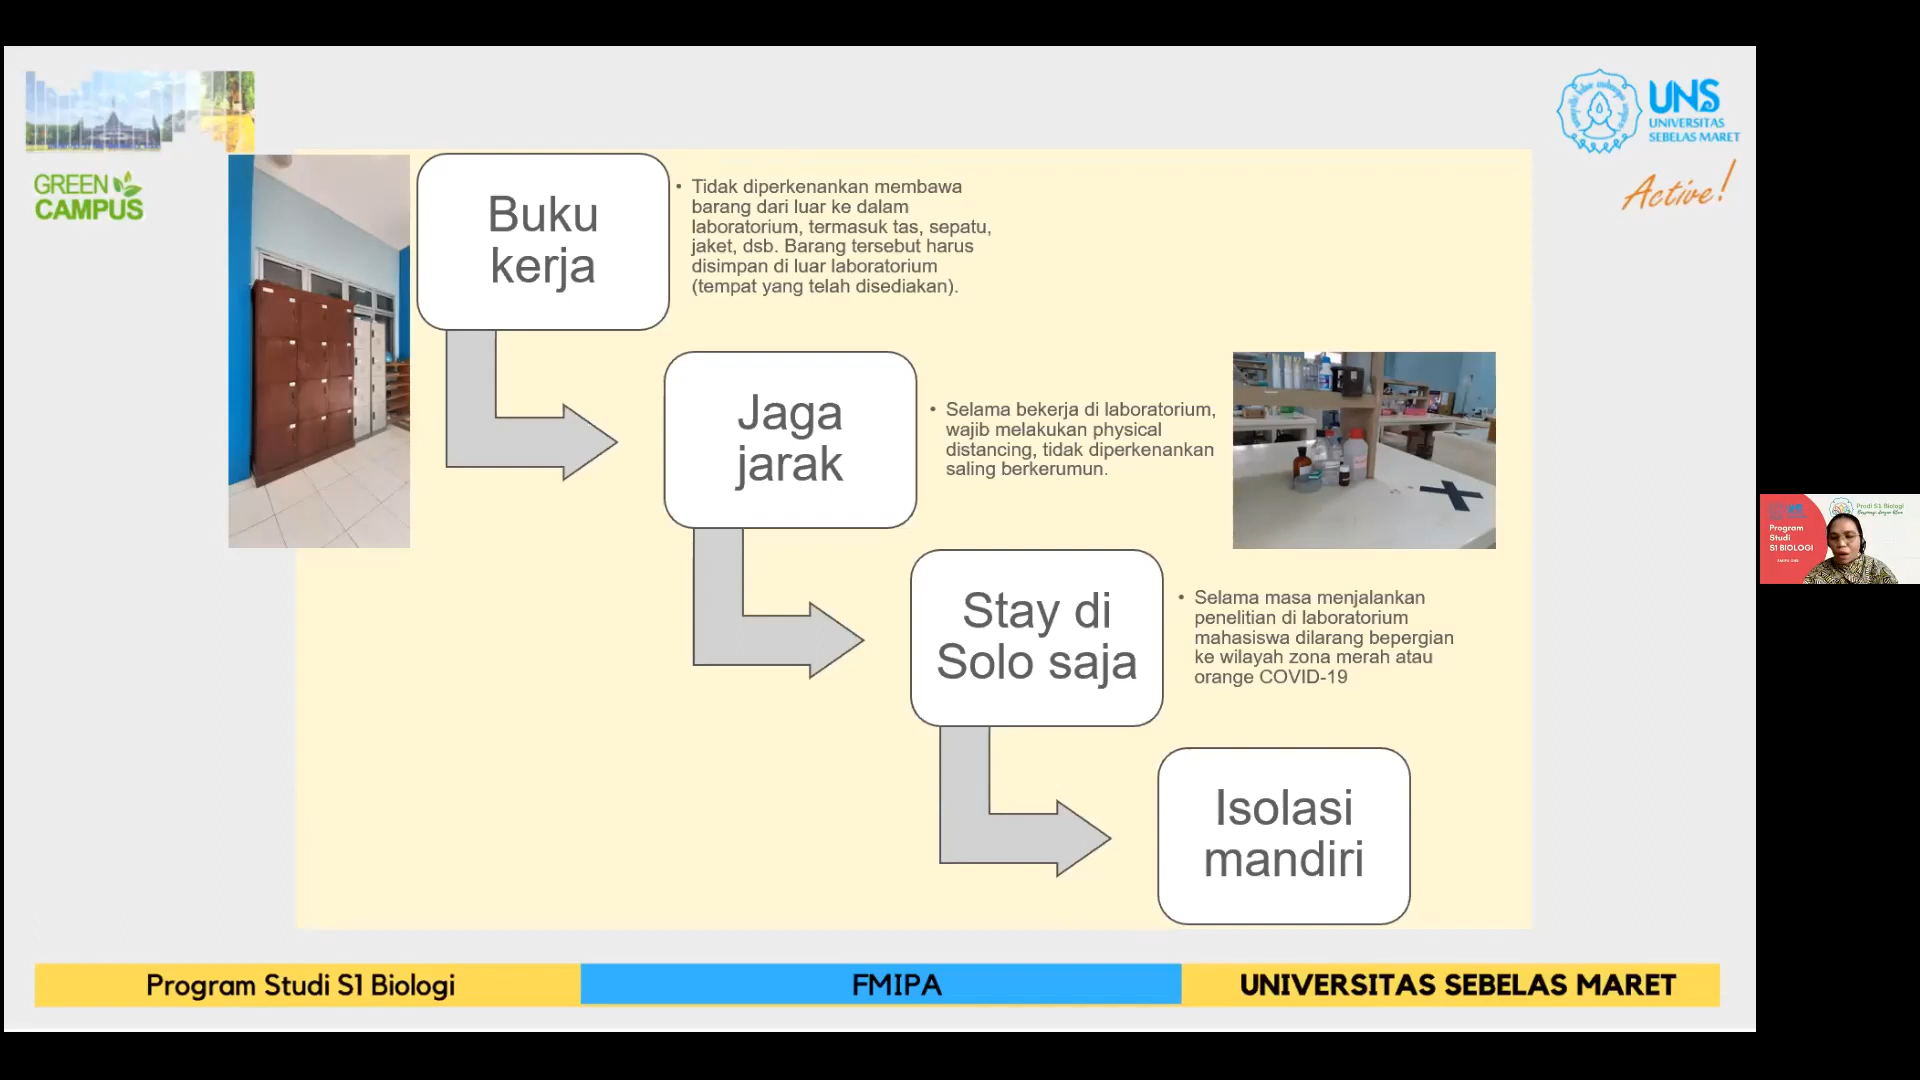 GREEN
CAMPUS
UNS
UNIVERSITAS
SEBELAS MARET
Active!
Buku
kerja
• Tidak diperkenankan membawa
barang dari luar ke dalam
laboratorium, termasuk tas, sepatu,
jaket, dsb. Barang tersebut harus
disimpan di luar laboratorium
(tempat yang telah disediakan).
Jaga
jarak
• Selama bekerja di laboratorium,
wajib melakukan physical
distancing, tidak diperkenankan
saling berkerumun.
Stay di
Solo saja
• Selama masa menjalankan
penelitian di laboratorium
mahasiswa dilarang bepergian
ke wilayah zona merah atau
orange COVID-19
Isolasi
mandiri
Program Studi S1 Biologi
FMIPA
UNIVERSITAS SEBELAS MARET
Prodi S1 Biologi
Program
Studi
S1 BIOLOGI